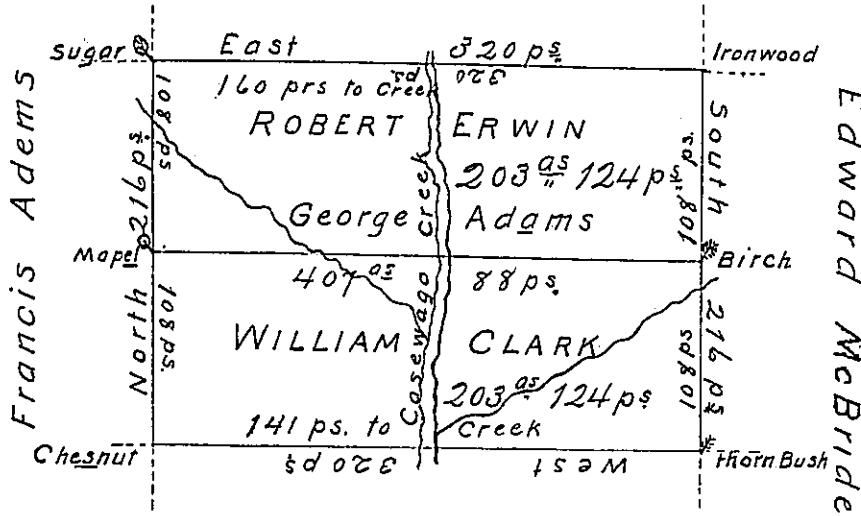 Sugar
East
320 ps.
Ironwood
320 ps.
160 prs to Creek
ROBERT ERWIN
203 as 124 ps
George Adams
Mapel
Birch
407 as 88 ps.
WILLIAM CLARK
203 as 124 ps
141 ps. to Creek
Chesnut
320 ps
West
Thorn Bush
Casewago Creek
Francis Adems
North 216 ps.
108 ps
108 ps.
South 216 ps
108 ps.
108 ps
Edward McBride